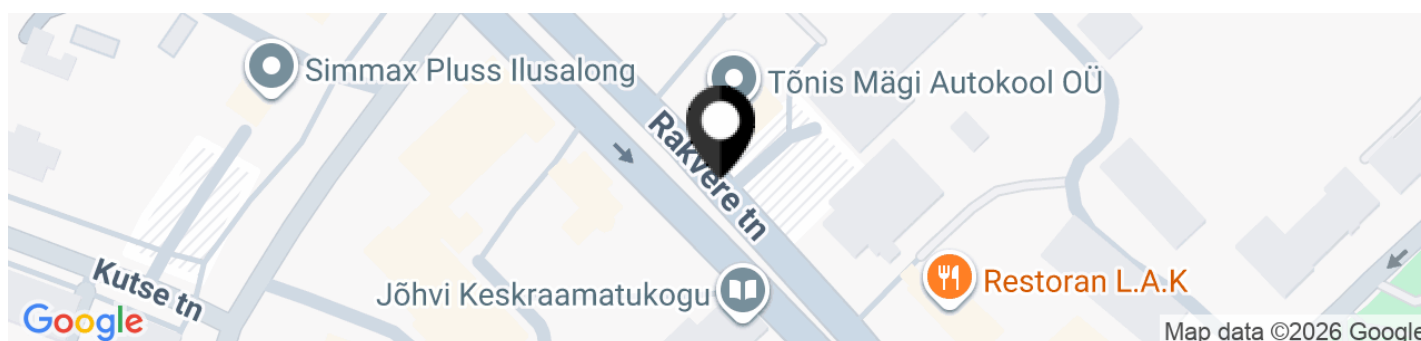 Simmax Pluss Ilusalong
Tõnis Mägi Autokool OÜ
Rakvere tn
Kutse tn
Jõhvi Keskraamatukogu
Restoran L.A.K
Google
Map data ©2026 Google